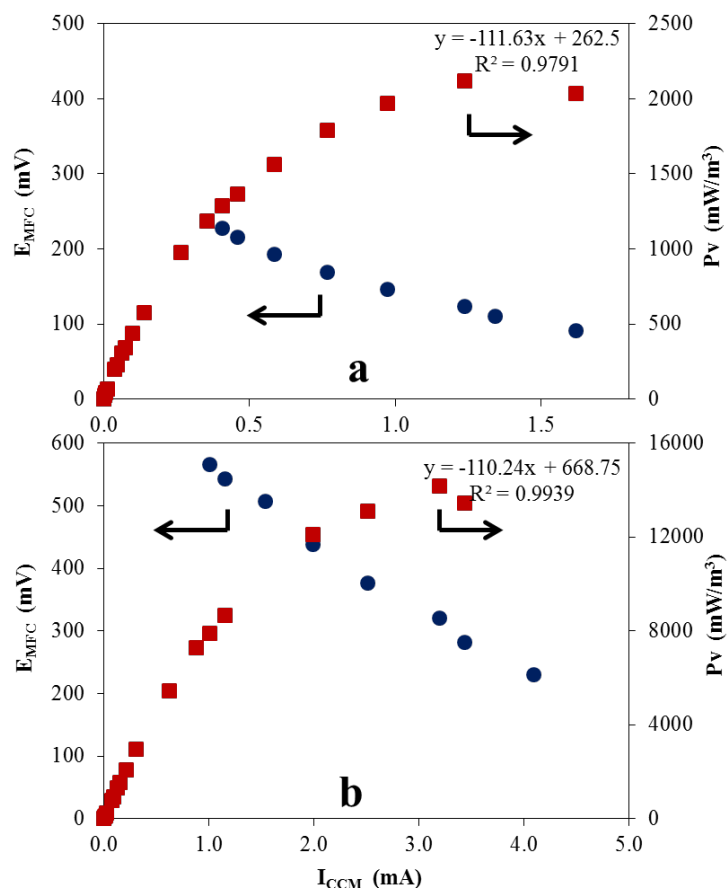 500
400
300
200
100
0
E_MFC (mV)
2500
2000
1500
1000
500
0
Pv (mW/m³)
y = -111.63x + 262.5
R² = 0.9791
a
0.0 0.5 1.0 1.5
600
500
400
300
200
100
0
E_MFC (mV)
16000
12000
8000
4000
0
Pv (mW/m³)
y = -110.24x + 668.75
R² = 0.9939
b
0.0 1.0 2.0 3.0 4.0 5.0
I_CCM (mA)